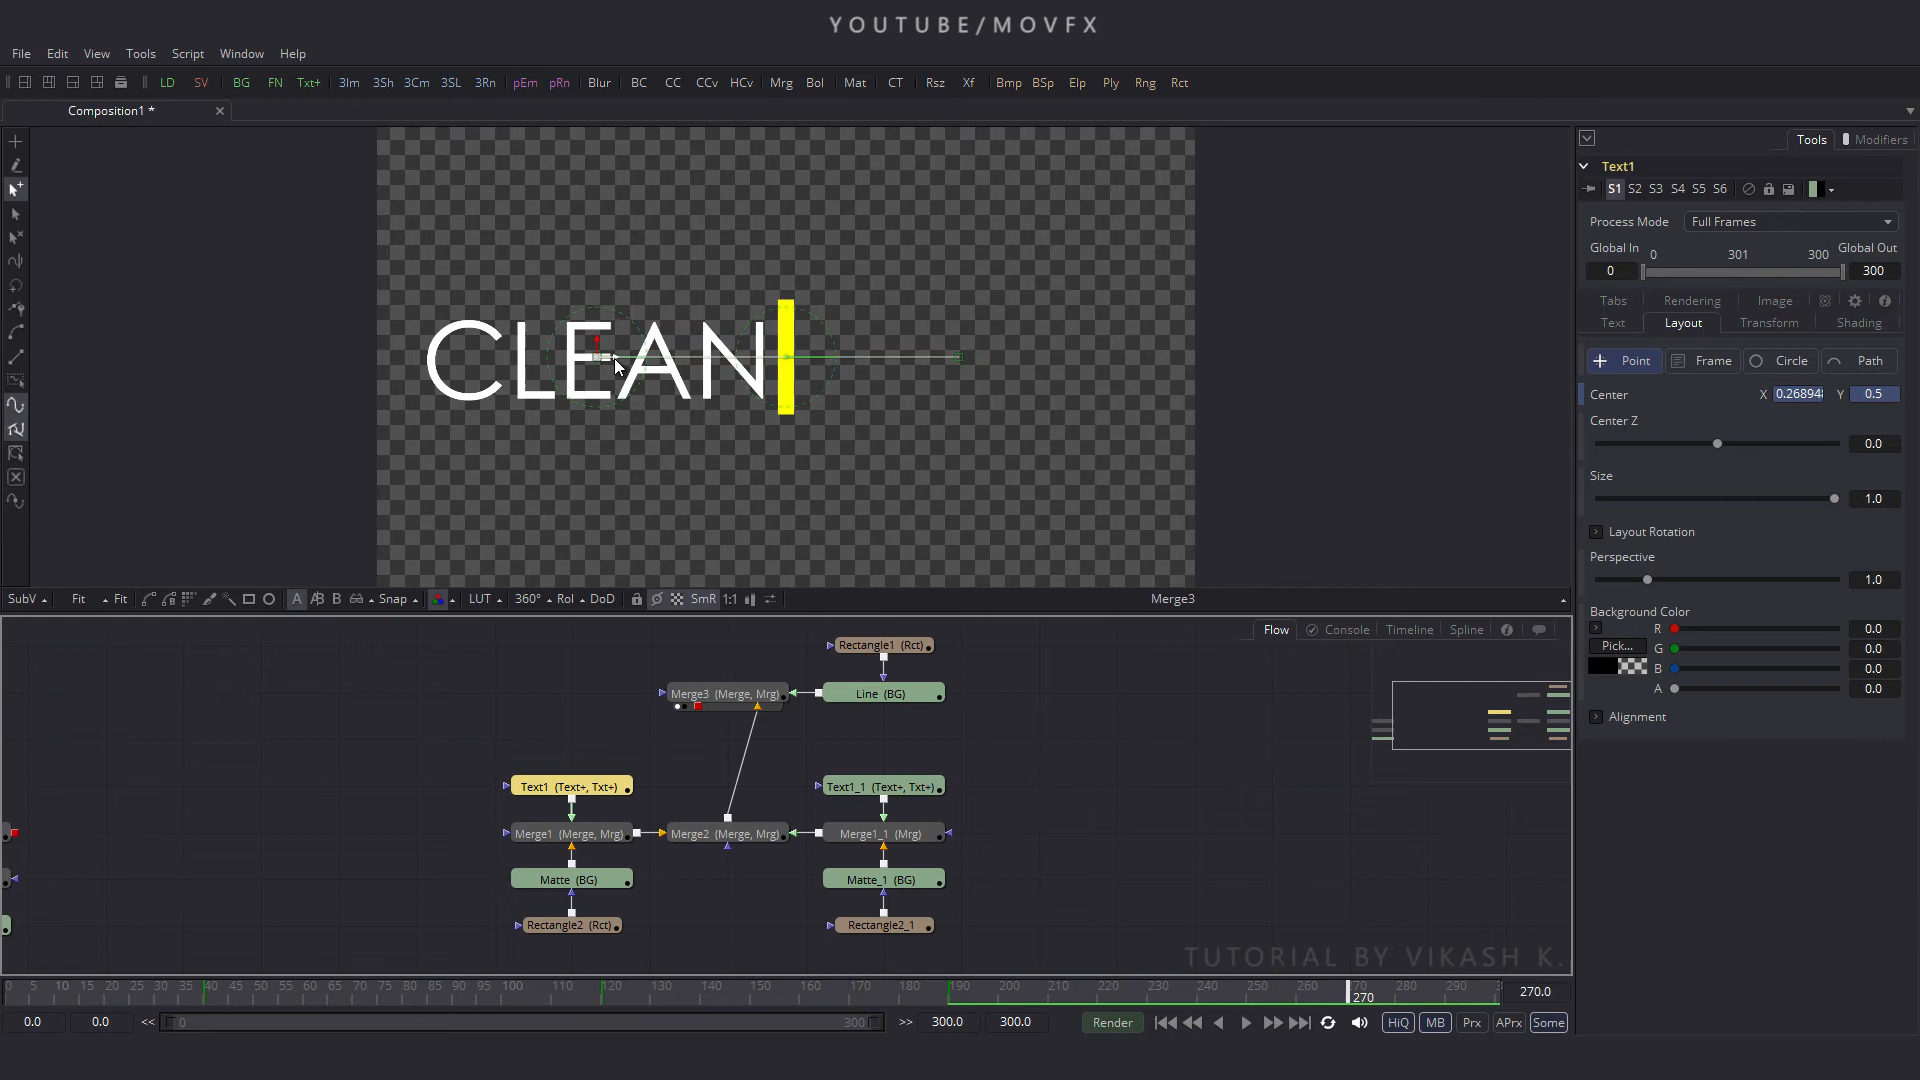 YOUTUBE/MOVFX
File Edit View Tools Script Window Help
LD SV BG FN Txt+ 3Im 3Sh 3Cm 3SL 3Rn pEm pRn Blur BC CC CCv HCv Mrg Bol Mat CT Rsz Xf Bmp BSp Elp Ply Rng Rct
Composition1 *
Tools Modifiers
Text1
S1 S2 S3 S4 S5 S6
Process Mode Full Frames
Global In 0 301 300 Global Out
0 300
Tabs Rendering Image
Text Layout Transform Shading
Point Frame Circle Path
Center X 0.268948 Y 0.5
Center Z
0.0
Size
1.0
Layout Rotation
Perspective
1.0
Background Color
R 0.0
Pick... G 0.0
B 0.0
A 0.0
Alignment
CLEAN
SubV Fit Fit A B Snap LUT 360° RoI DoD SmR 1:1 Merge3
Flow Console Timeline Spline
Rectangle1 (Rct)
Merge3 (Merge, Mrg) Line (BG)
Text1 (Text+, Txt+) Text1_1 (Text+, Txt+)
Merge1 (Merge, Mrg) Merge2 (Merge, Mrg) Merge1_1 (Mrg)
Matte (BG) Matte_1 (BG)
Rectangle2 (Rct) Rectangle2_1
TUTORIAL BY VIKASH K.
0 5 10 15 20 25 30 35 40 45 50 55 60 65 70 75 80 85 90 95 100 110 120 130 140 150 160 170 180 190 200 210 220 230 240 250 260 270 280 290 270.0
270
0.0 0.0 << 0 300 >> 300.0 300.0 Render HiQ MB Prx APrx Some